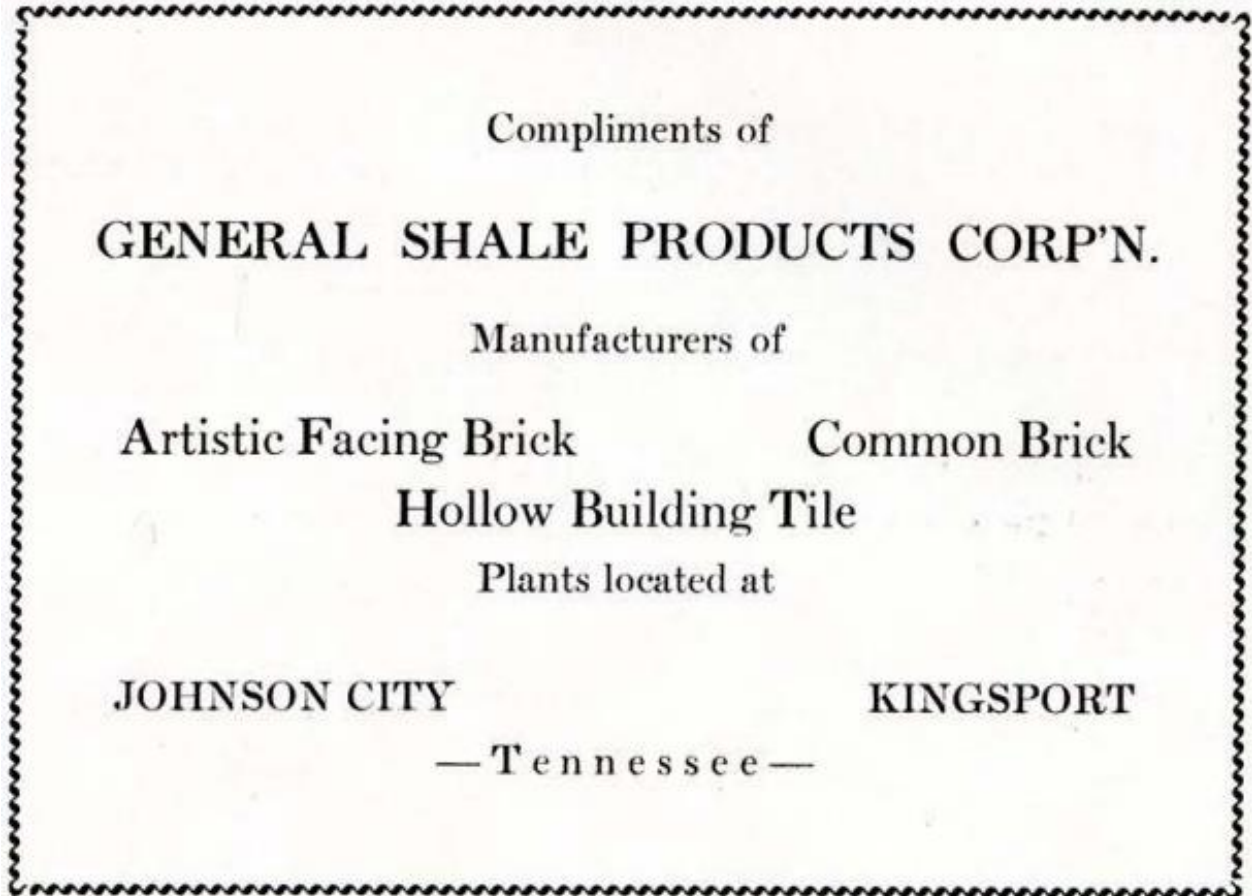 Compliments of
GENERAL SHALE PRODUCTS CORP'N.
Manufacturers of
Artistic Facing Brick Common Brick
Hollow Building Tile
Plants located at
JOHNSON CITY KINGSPORT
—Tennessee—